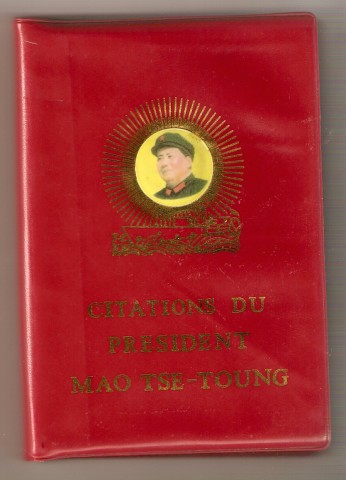 CITATIONS DU
PRESIDENT
MAO TSE-TOUNG